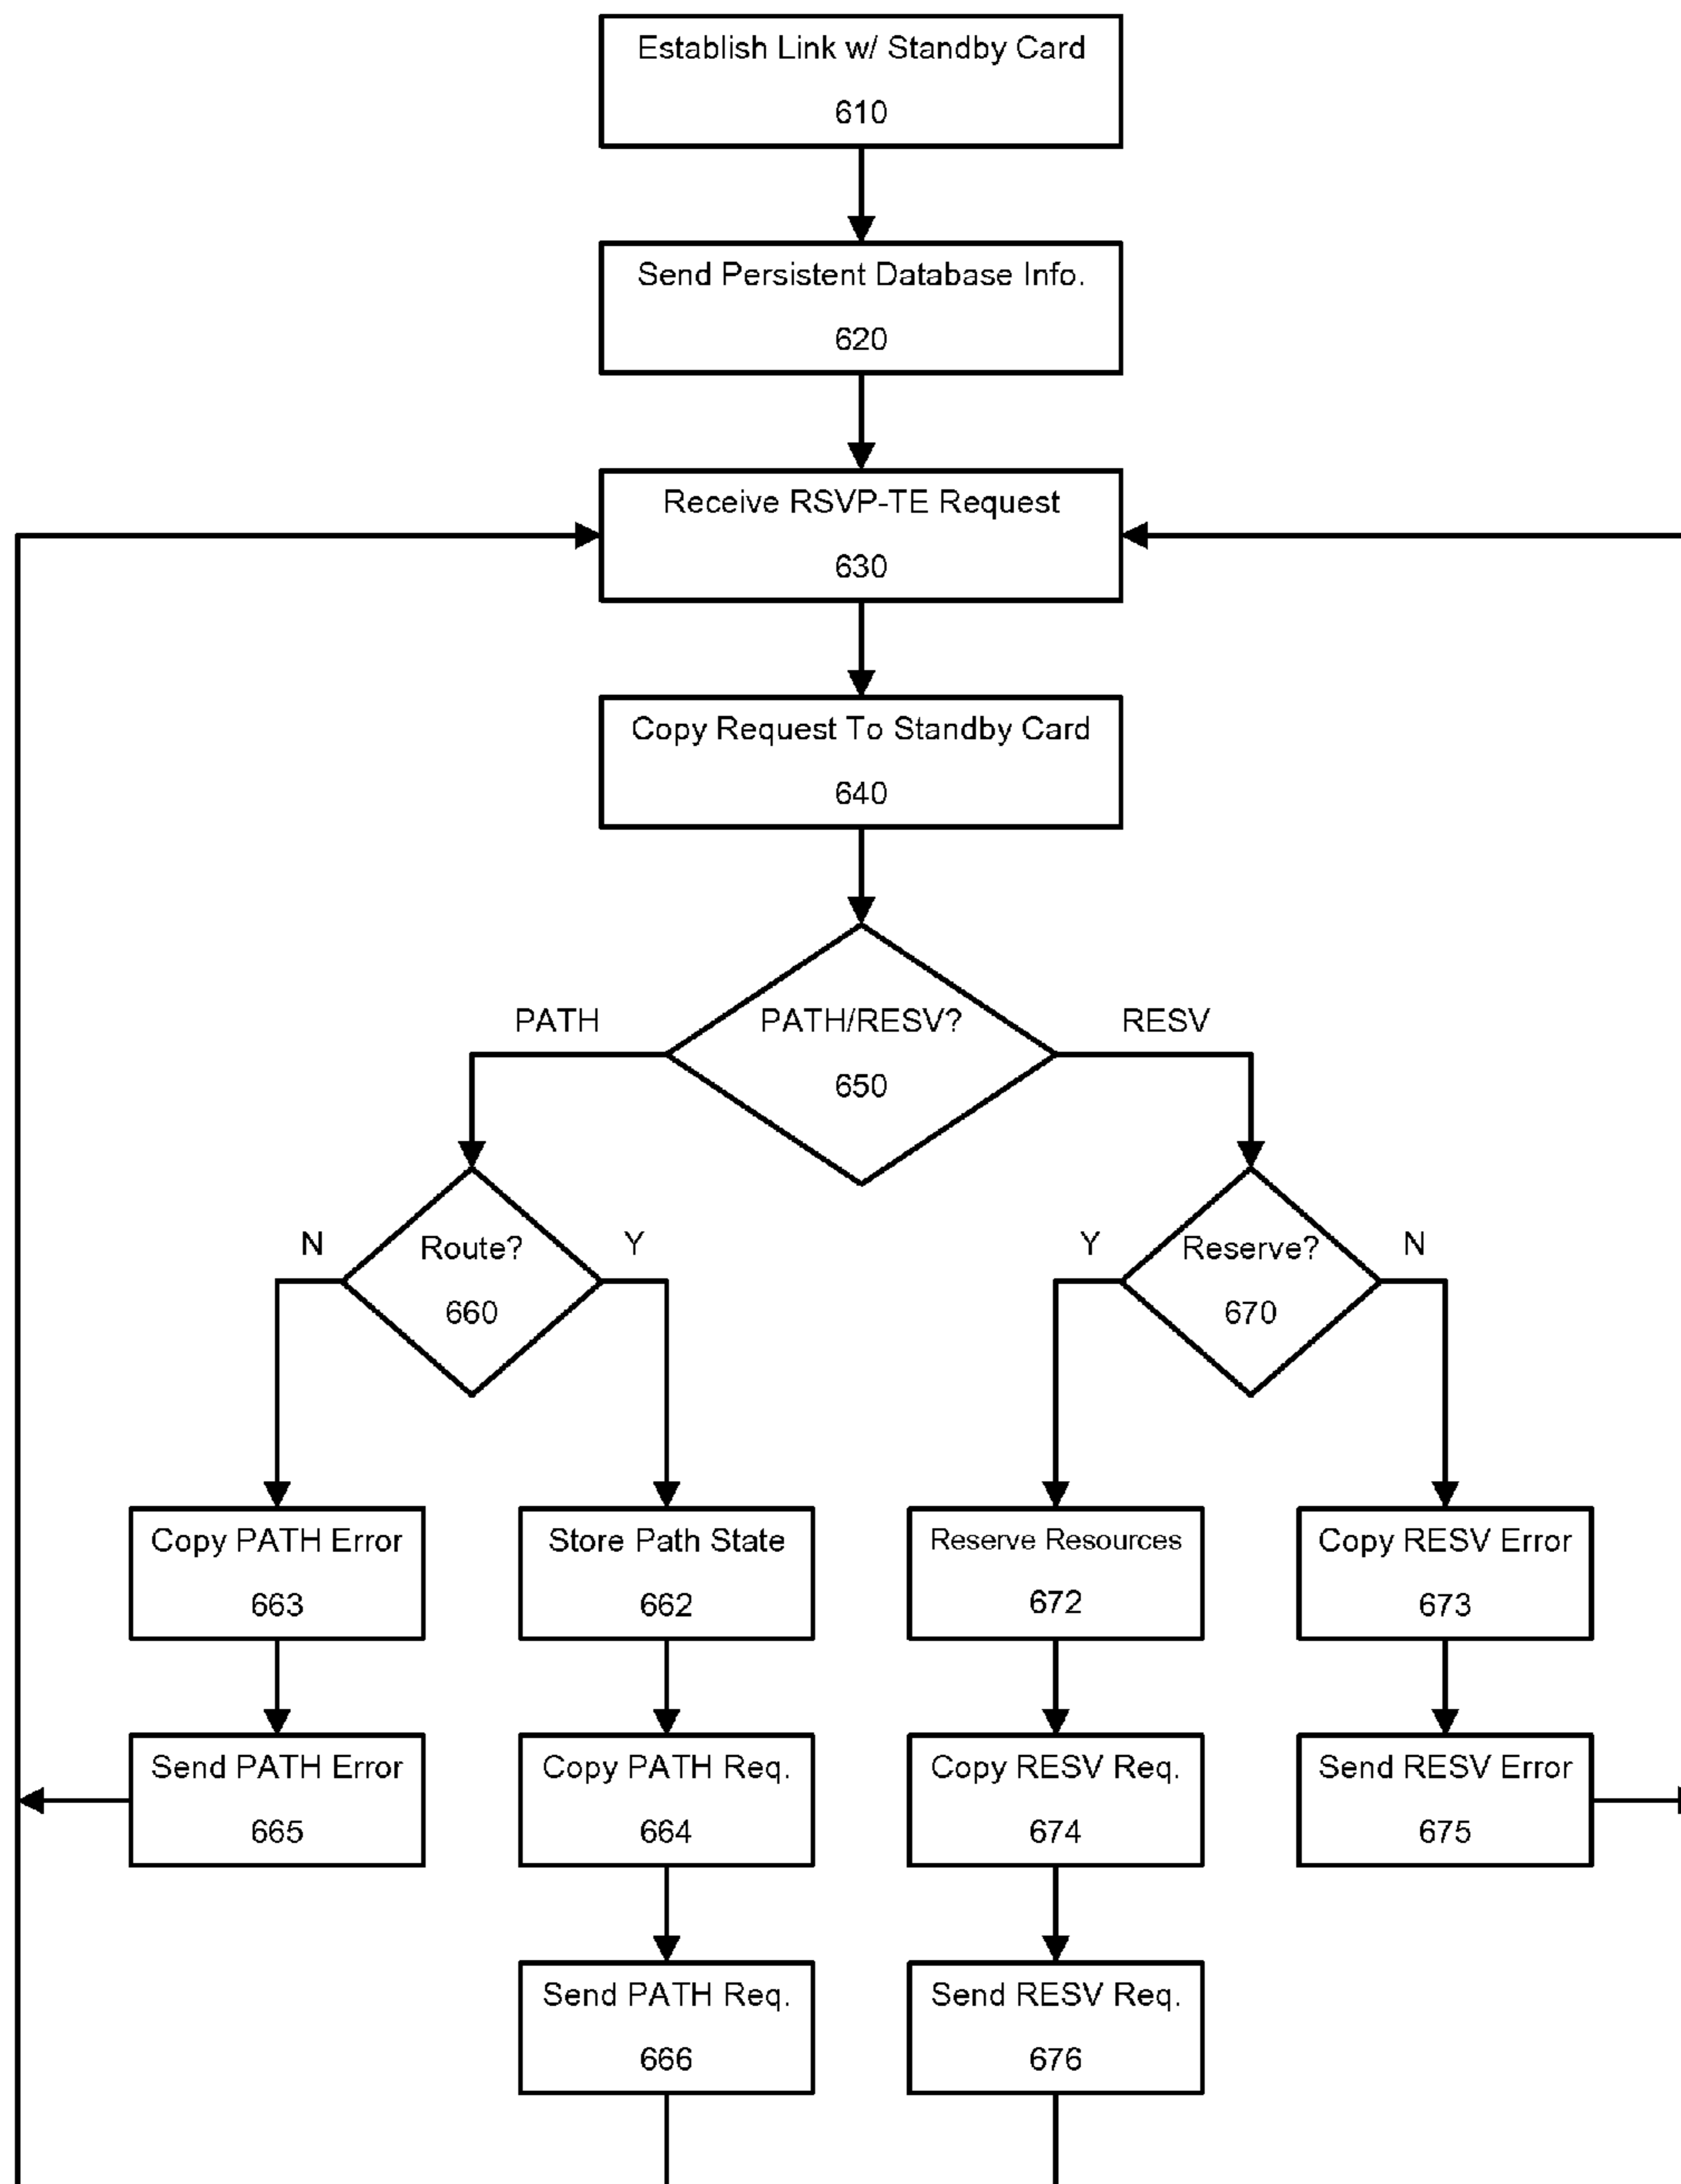 Establish Link w/ Standby Card
610
Send Persistent Database Info.
620
Receive RSVP-TE Request
630
Copy Request To Standby Card
640
PATH
PATH/RESV?
RESV
650
N
Route?
Y
660
Y
Reserve?
N
670
Copy PATH Error
663
Store Path State
662
Reserve Resources
672
Copy RESV Error
673
Send PATH Error
665
Copy PATH Req.
664
Copy RESV Req.
674
Send RESV Error
675
Send PATH Req.
666
Send RESV Req.
676